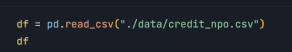 df = pd.read_csv("./data/credit_npo.csv")
df